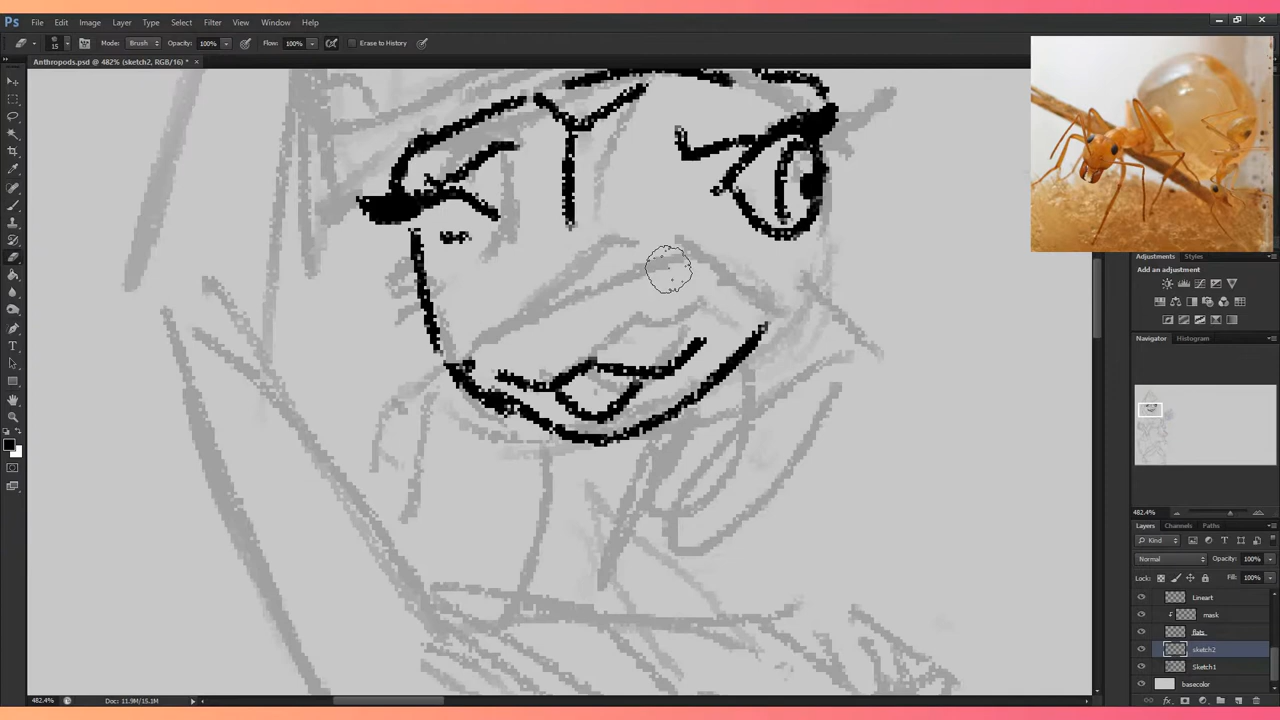 Ps File Edit Image Layer Type Select Filter View Window Help
15 Mode: Brush Opacity: 100% Flow: 100% Erase to History
Anthropods.psd @ 482% (sketch2, RGB/16) * ×
Adjustments Styles
Add an adjustment
Navigator Histogram
482.4%
Layers Channels Paths
Kind
Normal Opacity: 100%
Lock: Fill: 100%
Lineart
mask
flats
sketch2
Sketch1
basecolor
482.4% Doc: 11.9M/15.1M